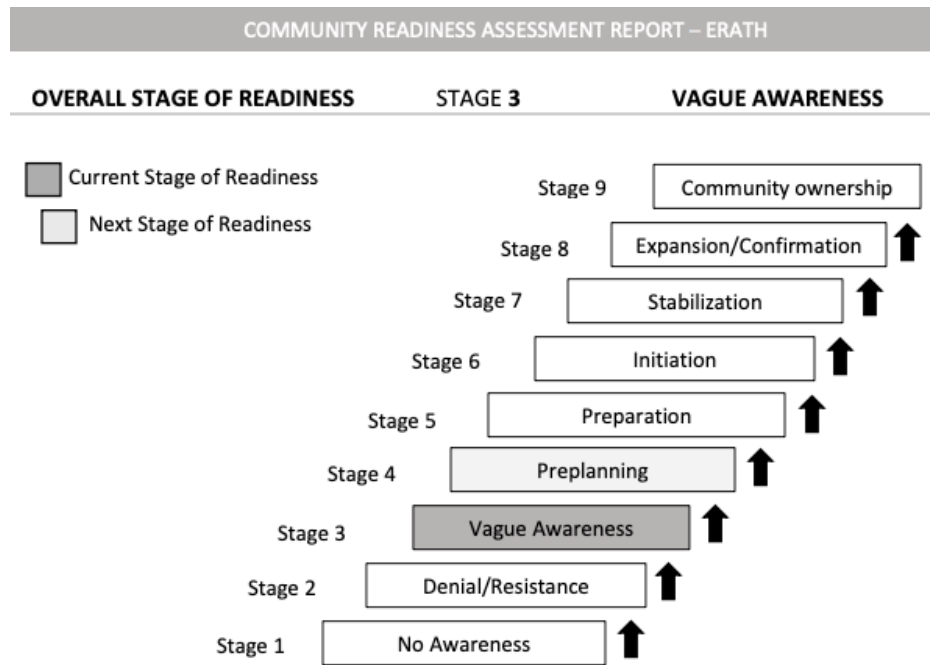 COMMUNITY READINESS ASSESSMENT REPORT – ERATH
OVERALL STAGE OF READINESS STAGE 3 VAGUE AWARENESS
Current Stage of Readiness
Next Stage of Readiness
Stage 9 Community ownership
Stage 8 Expansion/Confirmation
Stage 7 Stabilization
Stage 6 Initiation
Stage 5 Preparation
Stage 4 Preplanning
Stage 3 Vague Awareness
Stage 2 Denial/Resistance
Stage 1 No Awareness